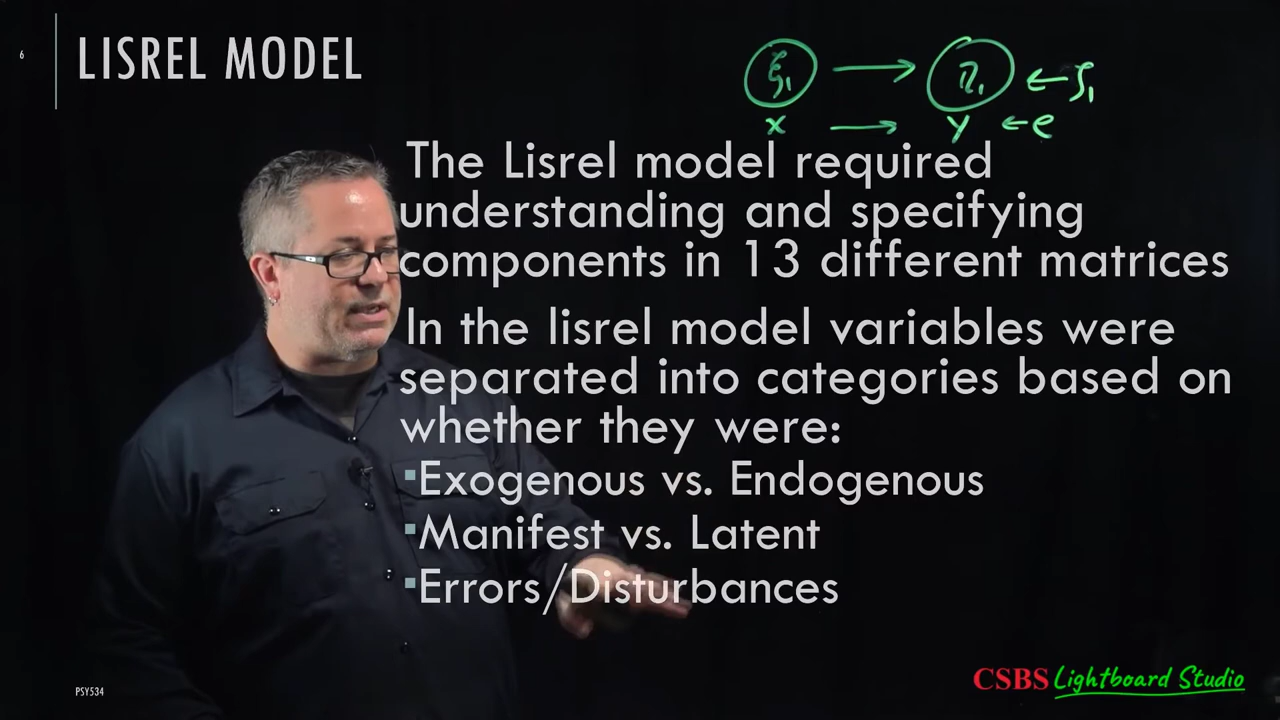 6
LISREL MODEL
ξ₁ → η₁ ← ζ₁
x → y ← e
The Lisrel model required
understanding and specifying
components in 13 different matrices
In the lisrel model variables were
separated into categories based on
whether they were:
▪Exogenous vs. Endogenous
▪Manifest vs. Latent
▪Errors/Disturbances
PSY534
CSBS Lightboard Studio